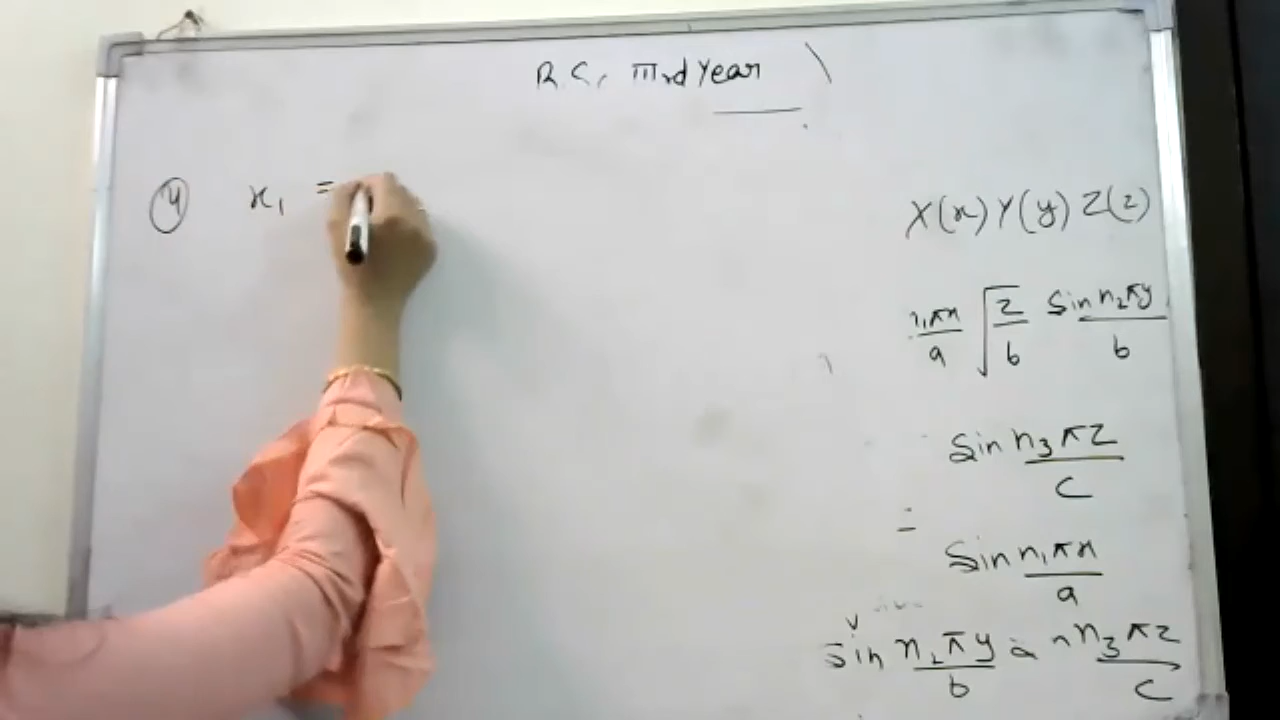 R.C, IIIrd Year
④ x₁ =
X(x) Y(y) Z(z)
n₁πx/a √(2/b) Sin n₂πy/b
Sin n₃πz/c
=
Sin n₁πx/a
Sin n₂πy/b n₃πz/c